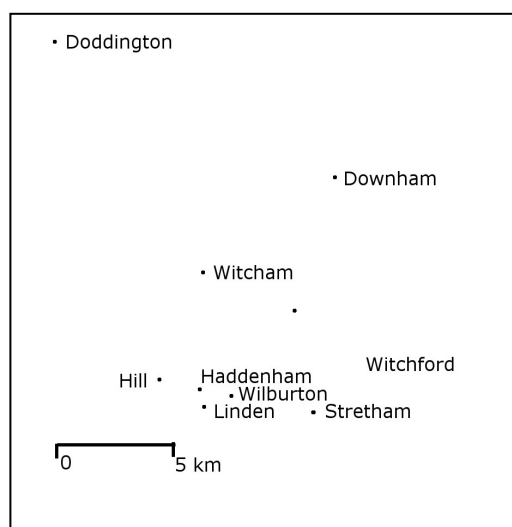 Doddington
Downham
Witcham
Witchford
Haddenham
Hill
Wilburton
Linden
Stretham
0
5 km